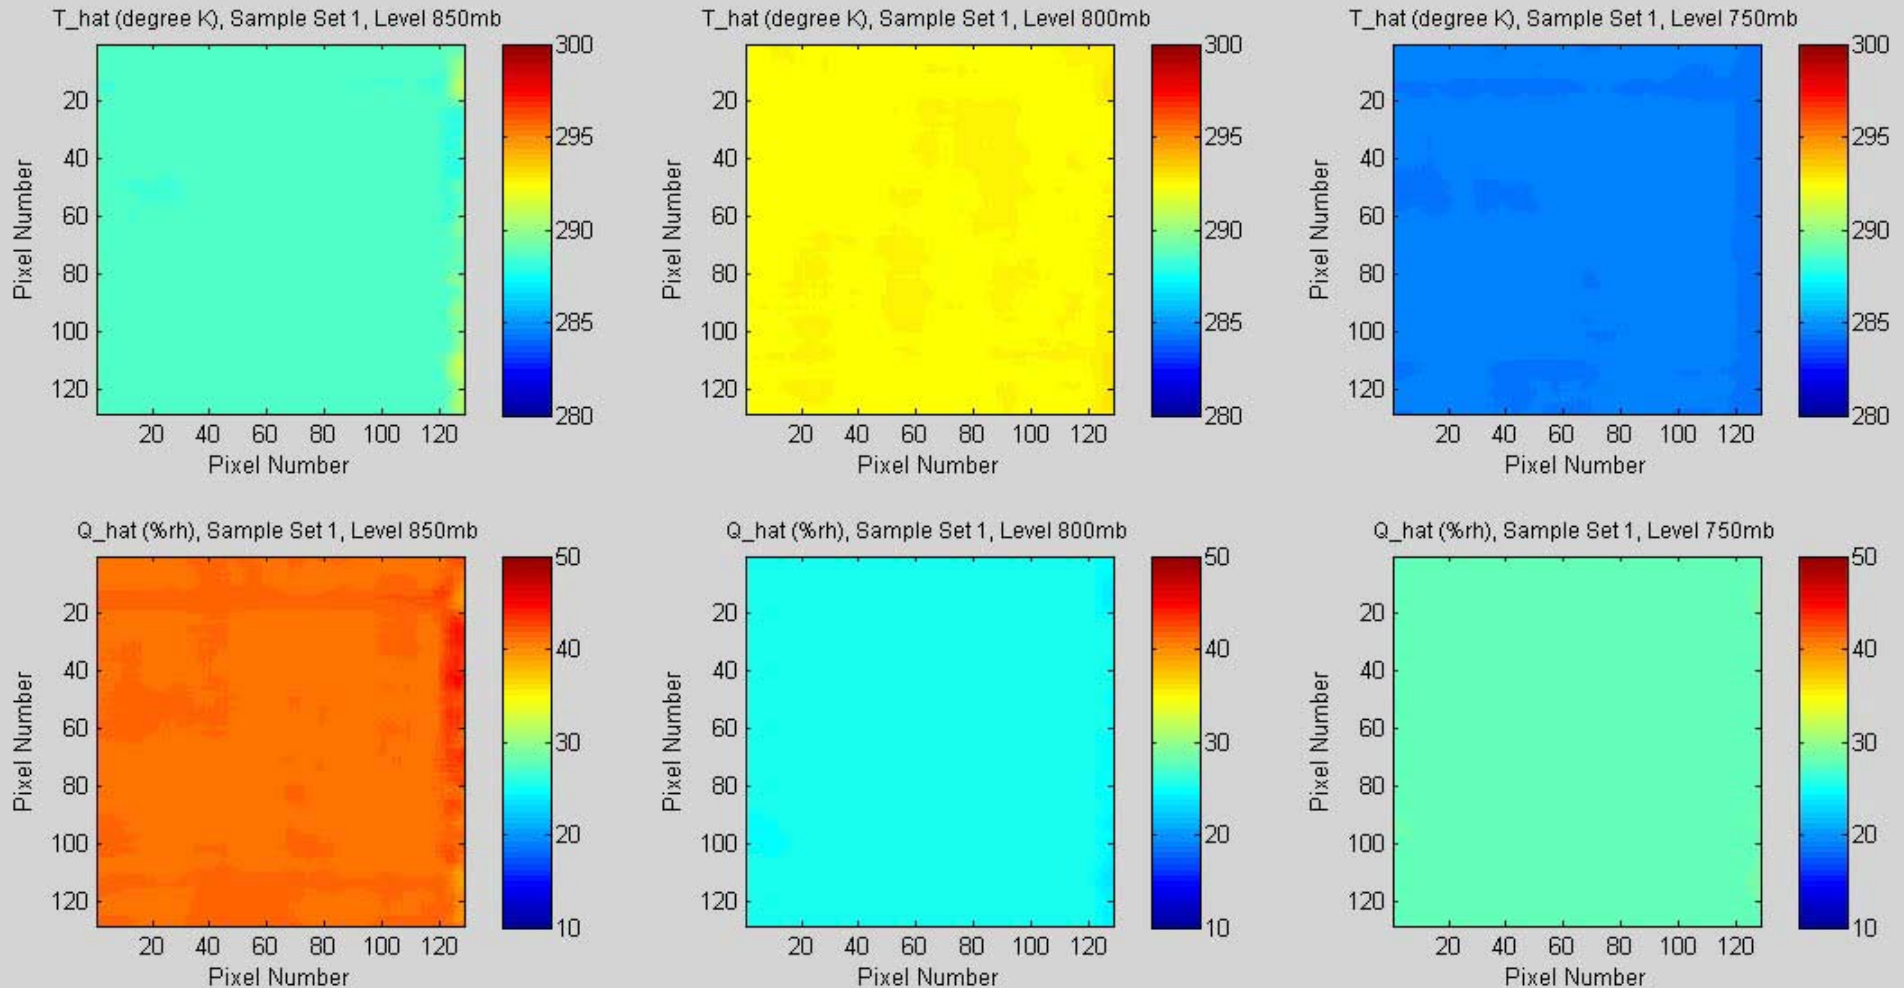 T_hat (degree K), Sample Set 1, Level 850mb
T_hat (degree K), Sample Set 1, Level 800mb
T_hat (degree K), Sample Set 1, Level 750mb
Pixel Number
20
40
60
80
100
120
20 40 60 80 100 120
Pixel Number
300
295
290
285
280
Pixel Number
20
40
60
80
100
120
20 40 60 80 100 120
Pixel Number
300
295
290
285
280
Pixel Number
20
40
60
80
100
120
20 40 60 80 100 120
Pixel Number
300
295
290
285
280
Q_hat (%rh), Sample Set 1, Level 850mb
Q_hat (%rh), Sample Set 1, Level 800mb
Q_hat (%rh), Sample Set 1, Level 750mb
Pixel Number
20
40
60
80
100
120
20 40 60 80 100 120
Pixel Number
50
40
30
20
10
Pixel Number
20
40
60
80
100
120
20 40 60 80 100 120
Pixel Number
50
40
30
20
10
Pixel Number
20
40
60
80
100
120
20 40 60 80 100 120
Pixel Number
50
40
30
20
10